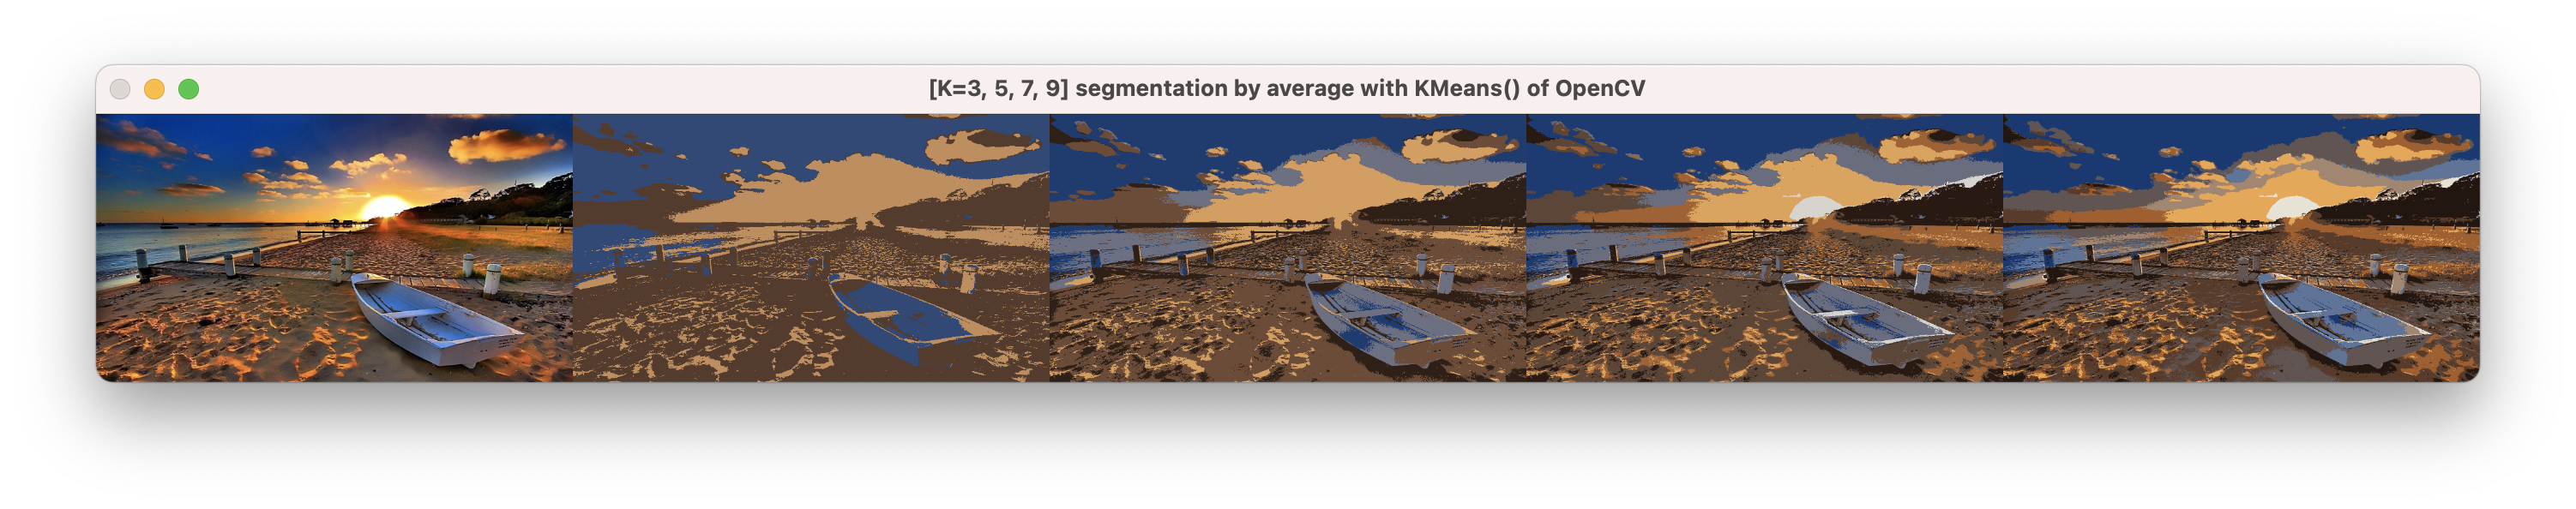 [K=3, 5, 7, 9] segmentation by average with KMeans() of OpenCV